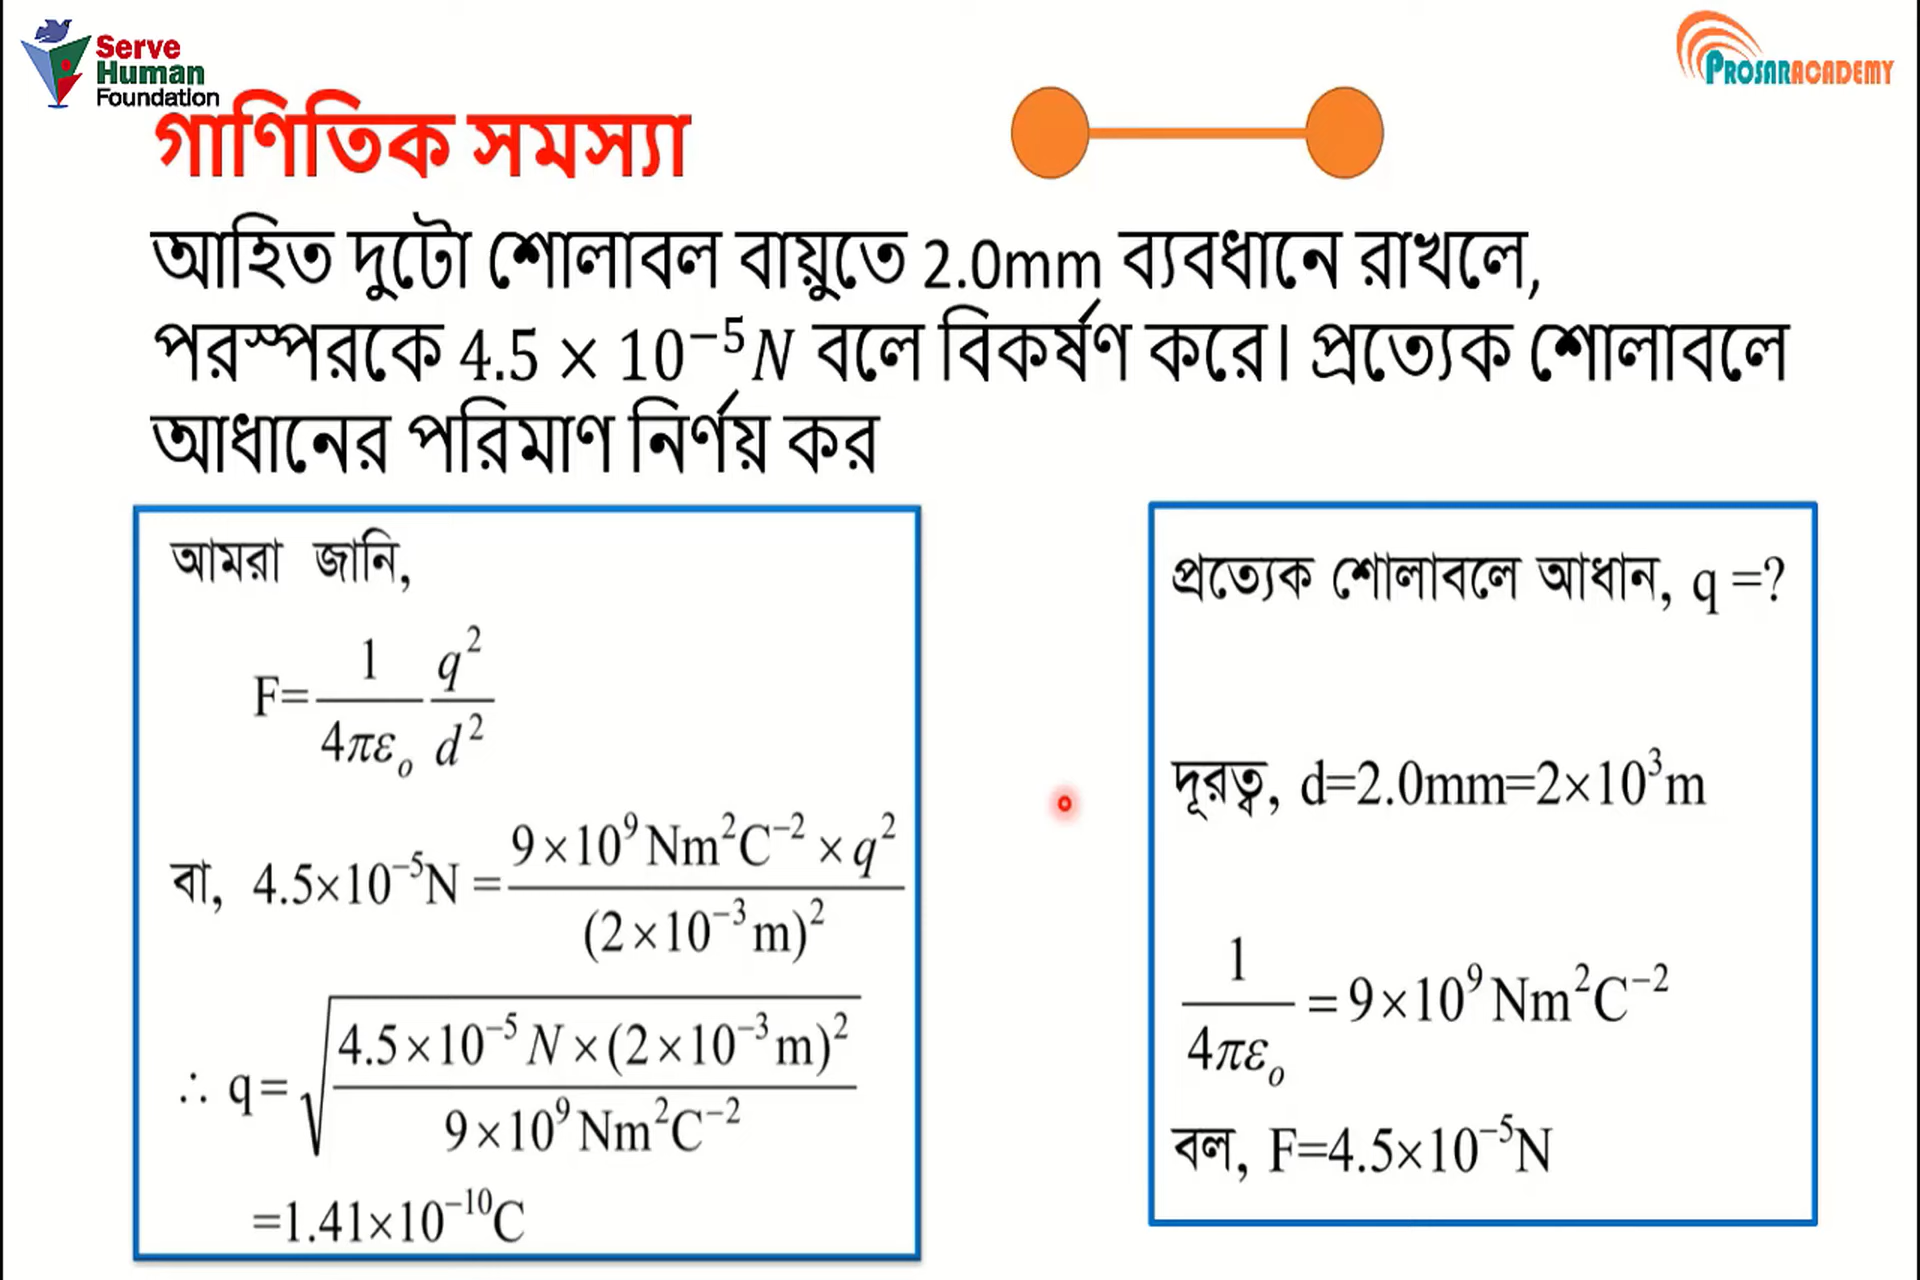 Serve
Human
Foundation
PROSARACADEMY
গাণিতিক সমস্যা
আহিত দুটো শোলাবল বায়ুতে 2.0mm ব্যবধানে রাখলে,
পরস্পরকে 4.5 × 10⁻⁵N বলে বিকর্ষণ করে। প্রত্যেক শোলাবলে
আধানের পরিমাণ নির্ণয় কর
আমরা জানি,
F= 1/4πε₀ q²/d²
বা, 4.5×10⁻⁵N = 9×10⁹Nm²C⁻² × q² / (2×10⁻³m)²
∴ q= √(4.5×10⁻⁵N×(2×10⁻³m)² / 9×10⁹Nm²C⁻²)
=1.41×10⁻¹⁰C
প্রত্যেক শোলাবলে আধান, q =?
দূরত্ব, d=2.0mm=2×10³m
1/4πε₀ = 9×10⁹Nm²C⁻²
বল, F=4.5×10⁻⁵N